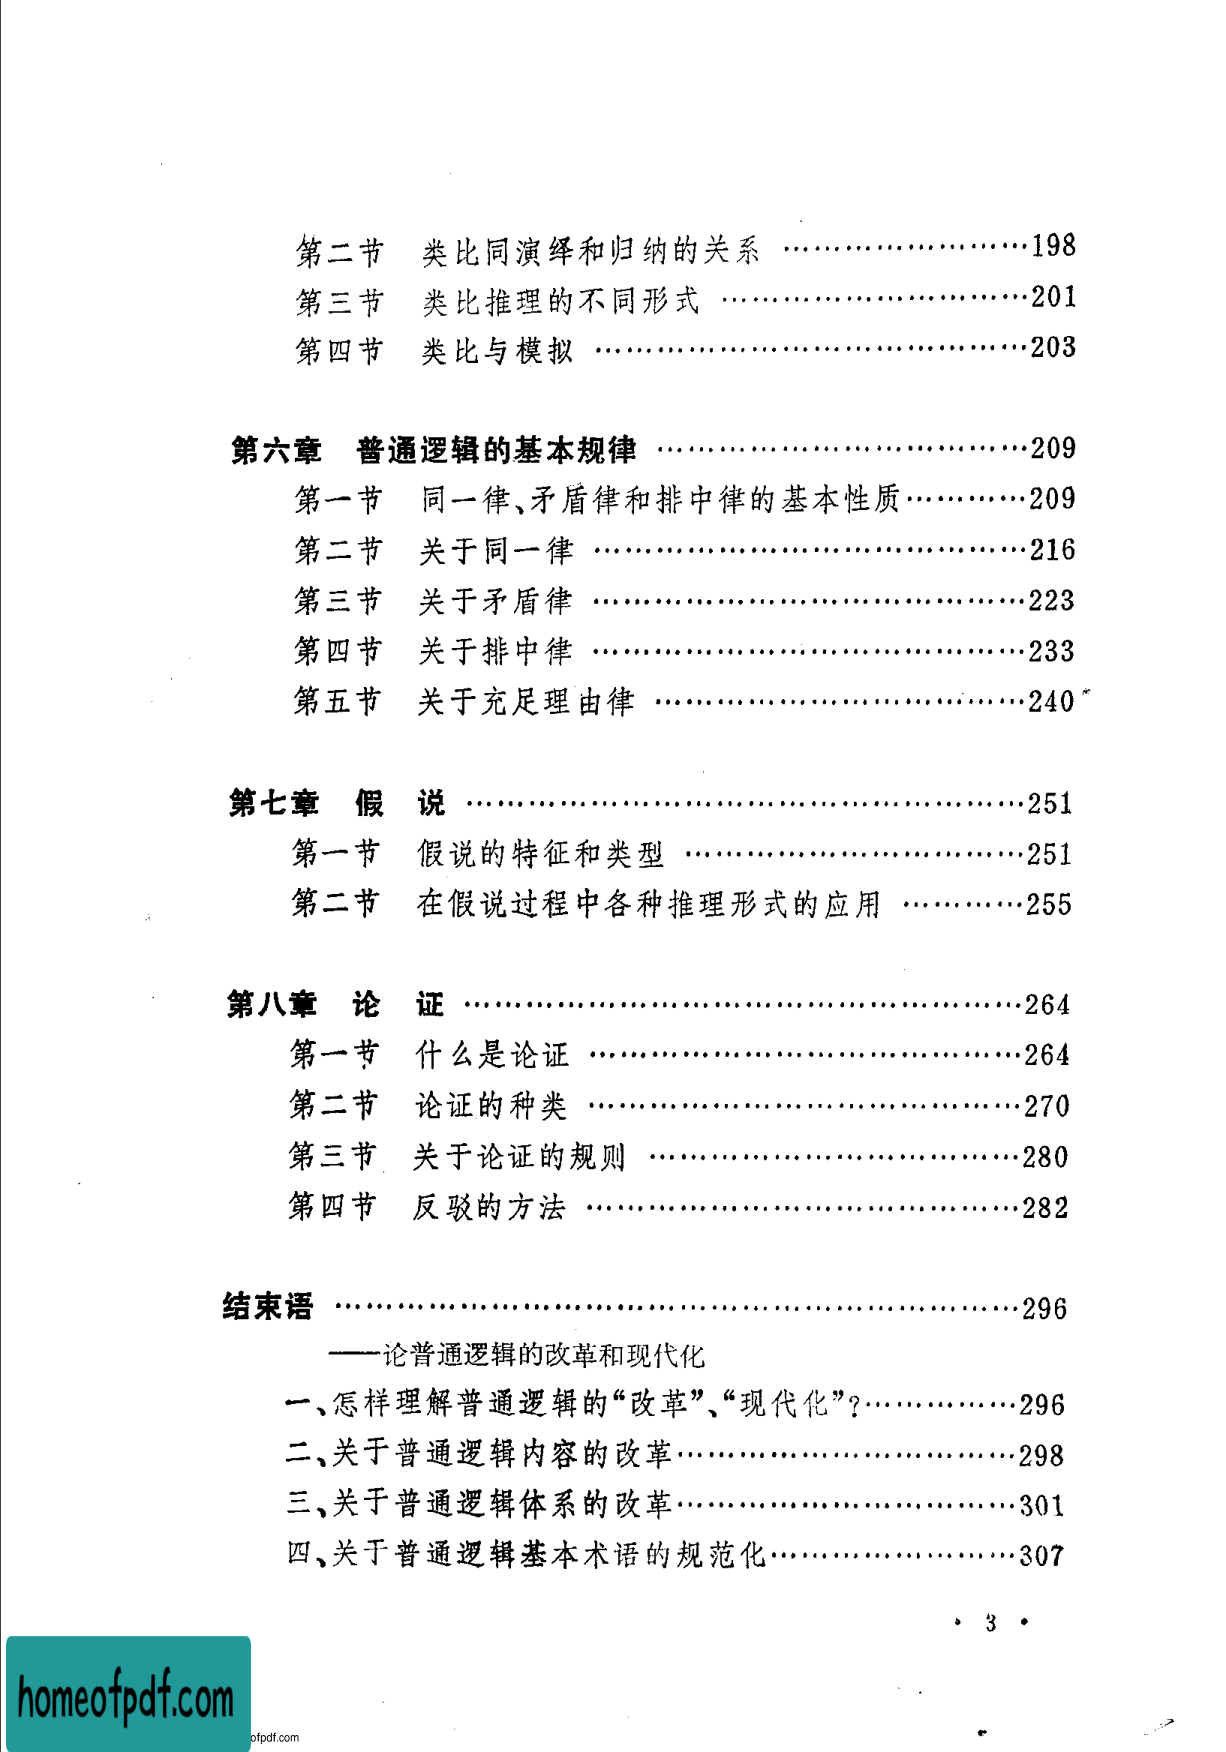 第二节 类比同演绎和归纳的关系 ……………………198
第三节 类比推理的不同形式 …………………………201
第四节 类比与模拟 ……………………………………203
第六章 普通逻辑的基本规律 ………………………………209
第一节 同一律、矛盾律和排中律的基本性质…………209
第二节 关于同一律 ……………………………………216
第三节 关于矛盾律 ……………………………………223
第四节 关于排中律 ……………………………………233
第五节 关于充足理由律 ………………………………240
第七章 假 说 ………………………………………………251
第一节 假说的特征和类型 ……………………………251
第二节 在假说过程中各种推理形式的应用 …………255
第八章 论 证 ………………………………………………264
第一节 什么是论证 ……………………………………264
第二节 论证的种类 ……………………………………270
第三节 关于论证的规则 ………………………………280
第四节 反驳的方法 ……………………………………282
结束语 …………………………………………………………296
——论普通逻辑的改革和现代化
一、怎样理解普通逻辑的“改革”、“现代化”?……………296
二、关于普通逻辑内容的改革……………………………298
三、关于普通逻辑体系的改革……………………………301
四、关于普通逻辑基本术语的规范化……………………307
· 3 ·
homeofpdf.com
ofpdf.com